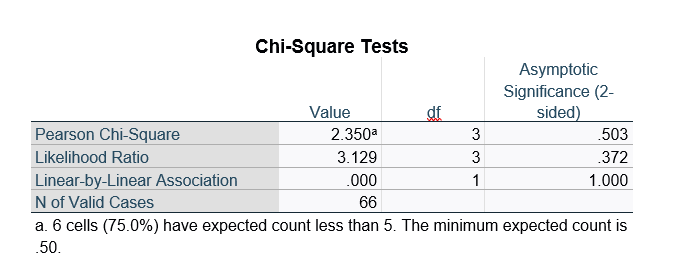 Chi-Square Tests
Asymptotic
Significance (2-
Value df sided)
Pearson Chi-Square 2.350a 3 .503
Likelihood Ratio 3.129 3 .372
Linear-by-Linear Association .000 1 1.000
N of Valid Cases 66
a. 6 cells (75.0%) have expected count less than 5. The minimum expected count is
.50.